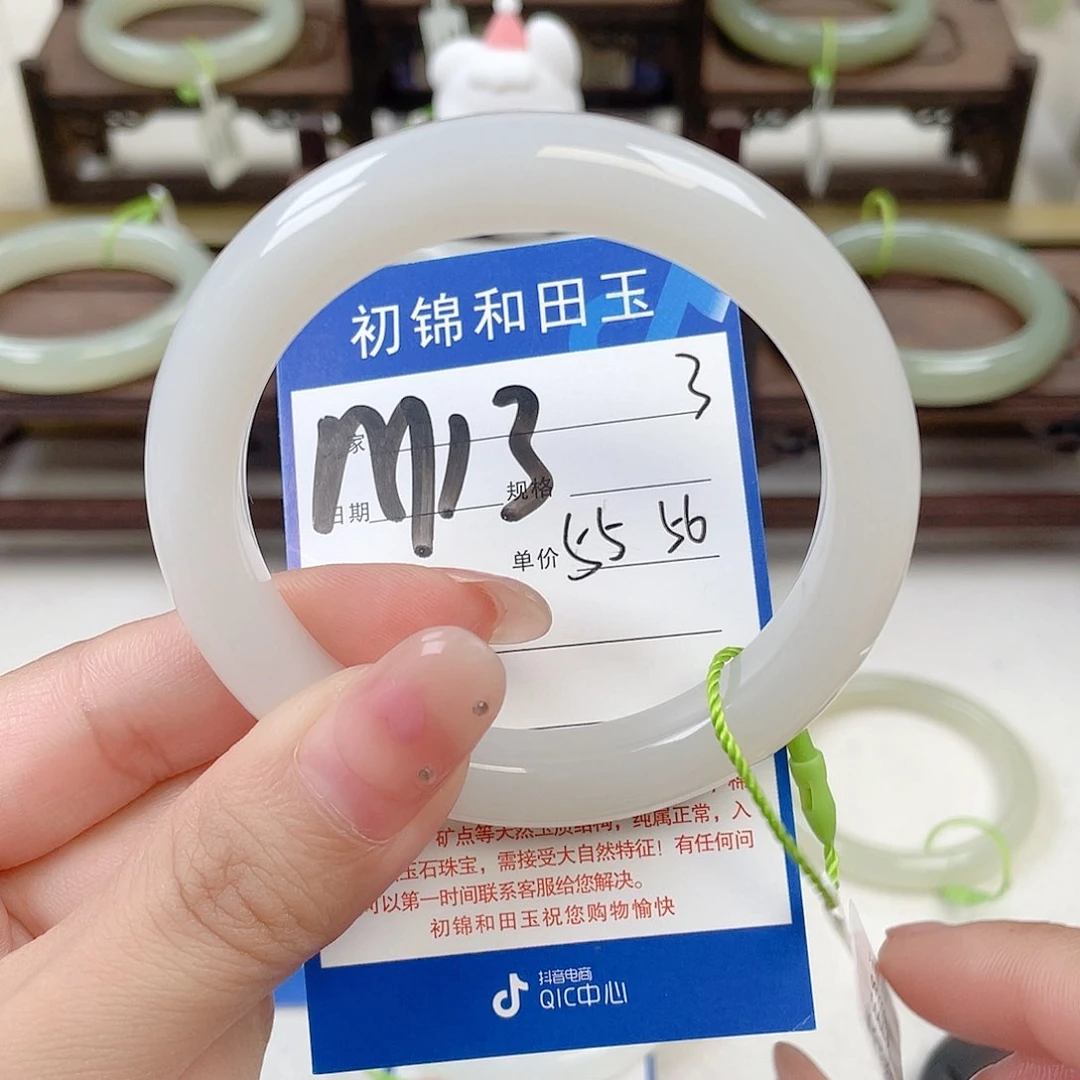 初锦和田玉
3
M13
家
日期
规格
单价 55 56
矿点等天然玉质结构,纯属正常,入
玉石珠宝,需接受大自然特征!有任何问
可以第一时间联系客服给您解决。
初锦和田玉祝您购物愉快
抖音电商
QIC中心